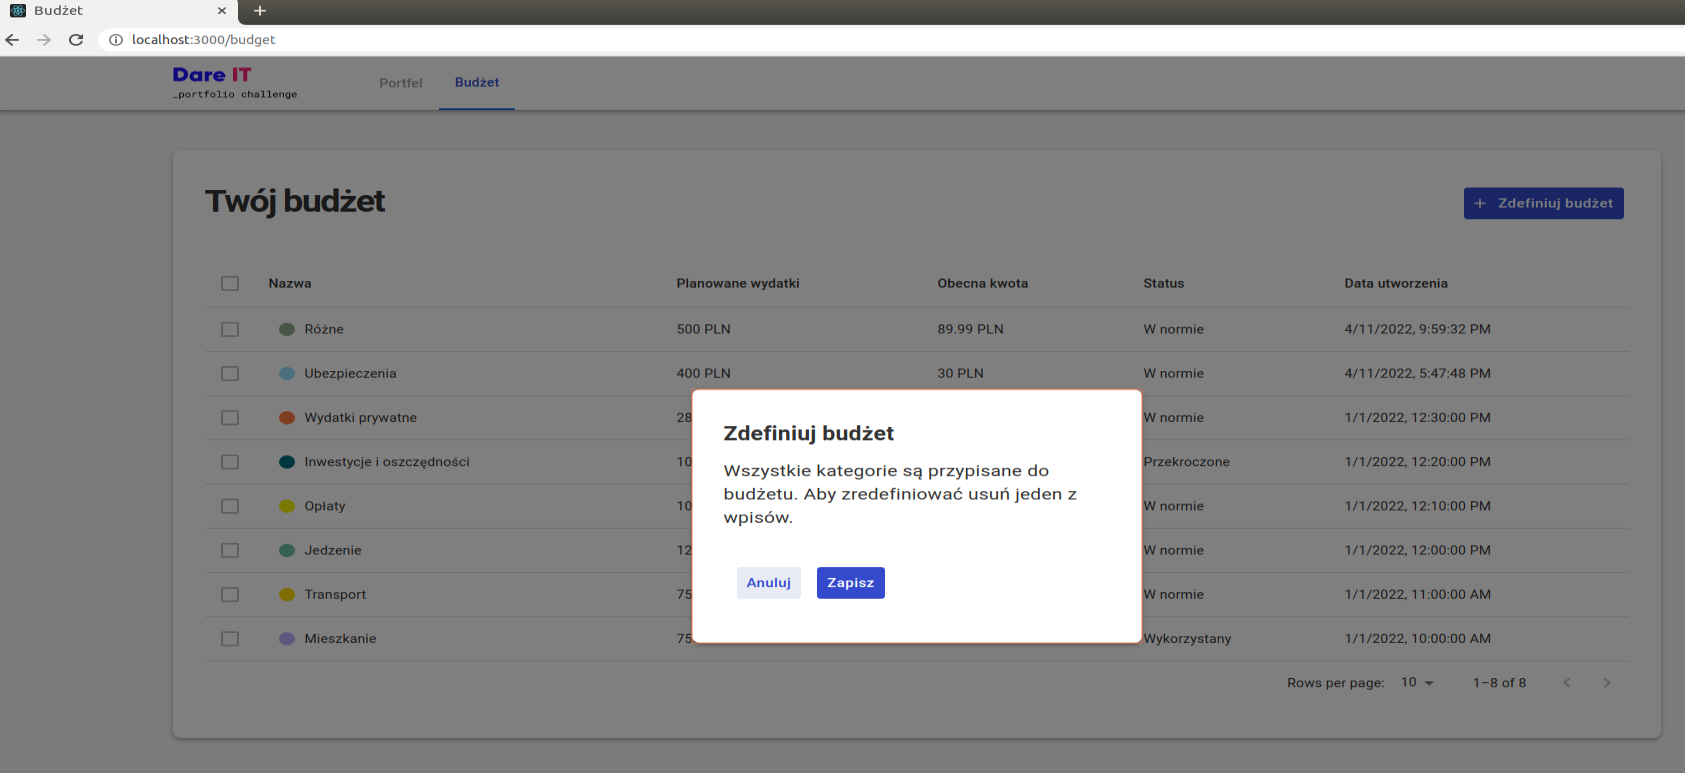 Budżet
localhost:3000/budget
Dare IT
_portfolio challenge
Portfel
Budżet
Twój budżet
+ Zdefiniuj budżet
Nazwa Planowane wydatki Obecna kwota Status Data utworzenia
Różne 500 PLN 89.99 PLN W normie 4/11/2022, 9:59:32 PM
Ubezpieczenia 400 PLN 30 PLN W normie 4/11/2022, 5:47:48 PM
Wydatki prywatne 28 W normie 1/1/2022, 12:30:00 PM
Inwestycje i oszczędności 10 Przekroczone 1/1/2022, 12:20:00 PM
Opłaty 10 W normie 1/1/2022, 12:10:00 PM
Jedzenie 12 W normie 1/1/2022, 12:00:00 PM
Transport 75 W normie 1/1/2022, 11:00:00 AM
Mieszkanie 75 Wykorzystany 1/1/2022, 10:00:00 AM
Zdefiniuj budżet
Wszystkie kategorie są przypisane do
budżetu. Aby zredefiniować usuń jeden z
wpisów.
Anuluj Zapisz
Rows per page: 10 1–8 of 8